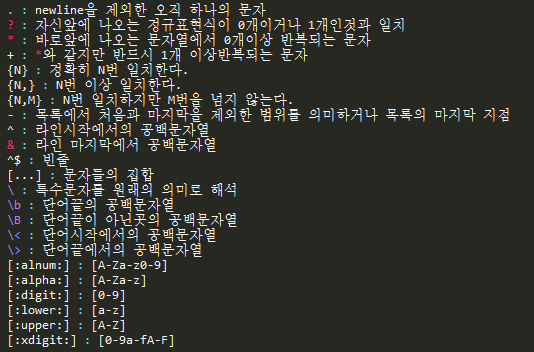 . : newline을 제외한 오직 하나의 문자
? : 자신앞에 나오는 정규표현식이 0개이거나 1개인것과 일치
* : 바로앞에 나오는 문자열에서 0개이상 반복되는 문자
+ : *와 같지만 반드시 1개 이상반복되는 문자
{N} : 정확히 N번 일치한다.
{N,} : N번 이상 일치한다.
{N,M} : N번 일치하지만 M번을 넘지 않는다.
- : 목록에서 처음과 마지막을 제외한 범위를 의미하거나 목록의 마지막 지점
^ : 라인시작에서의 공백문자열
& : 라인 마지막에서 공백문자열
^$ : 빈줄
[...] : 문자들의 집합
\ : 특수문자를 원래의 의미로 해석
\b : 단어끝의 공백문자열
\B : 단어끝이 아닌곳의 공백문자열
\< : 단어시작에서의 공백문자열
\> : 단어끝에서의 공백문자열
[:alnum:] : [A-Za-z0-9]
[:alpha:] : [A-Za-z]
[:digit:] : [0-9]
[:lower:] : [a-z]
[:upper:] : [A-Z]
[:xdigit:] : [0-9a-fA-F]